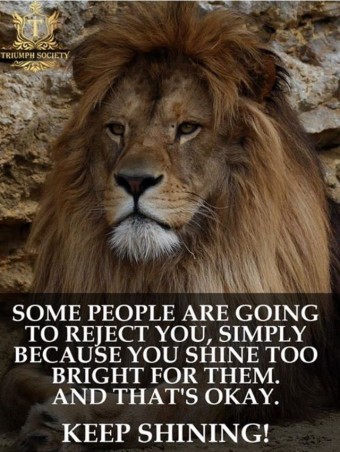 T
TRIUMPH SOCIETY
SOME PEOPLE ARE GOING
TO REJECT YOU, SIMPLY
BECAUSE YOU SHINE TOO
BRIGHT FOR THEM.
AND THAT'S OKAY.
KEEP SHINING!